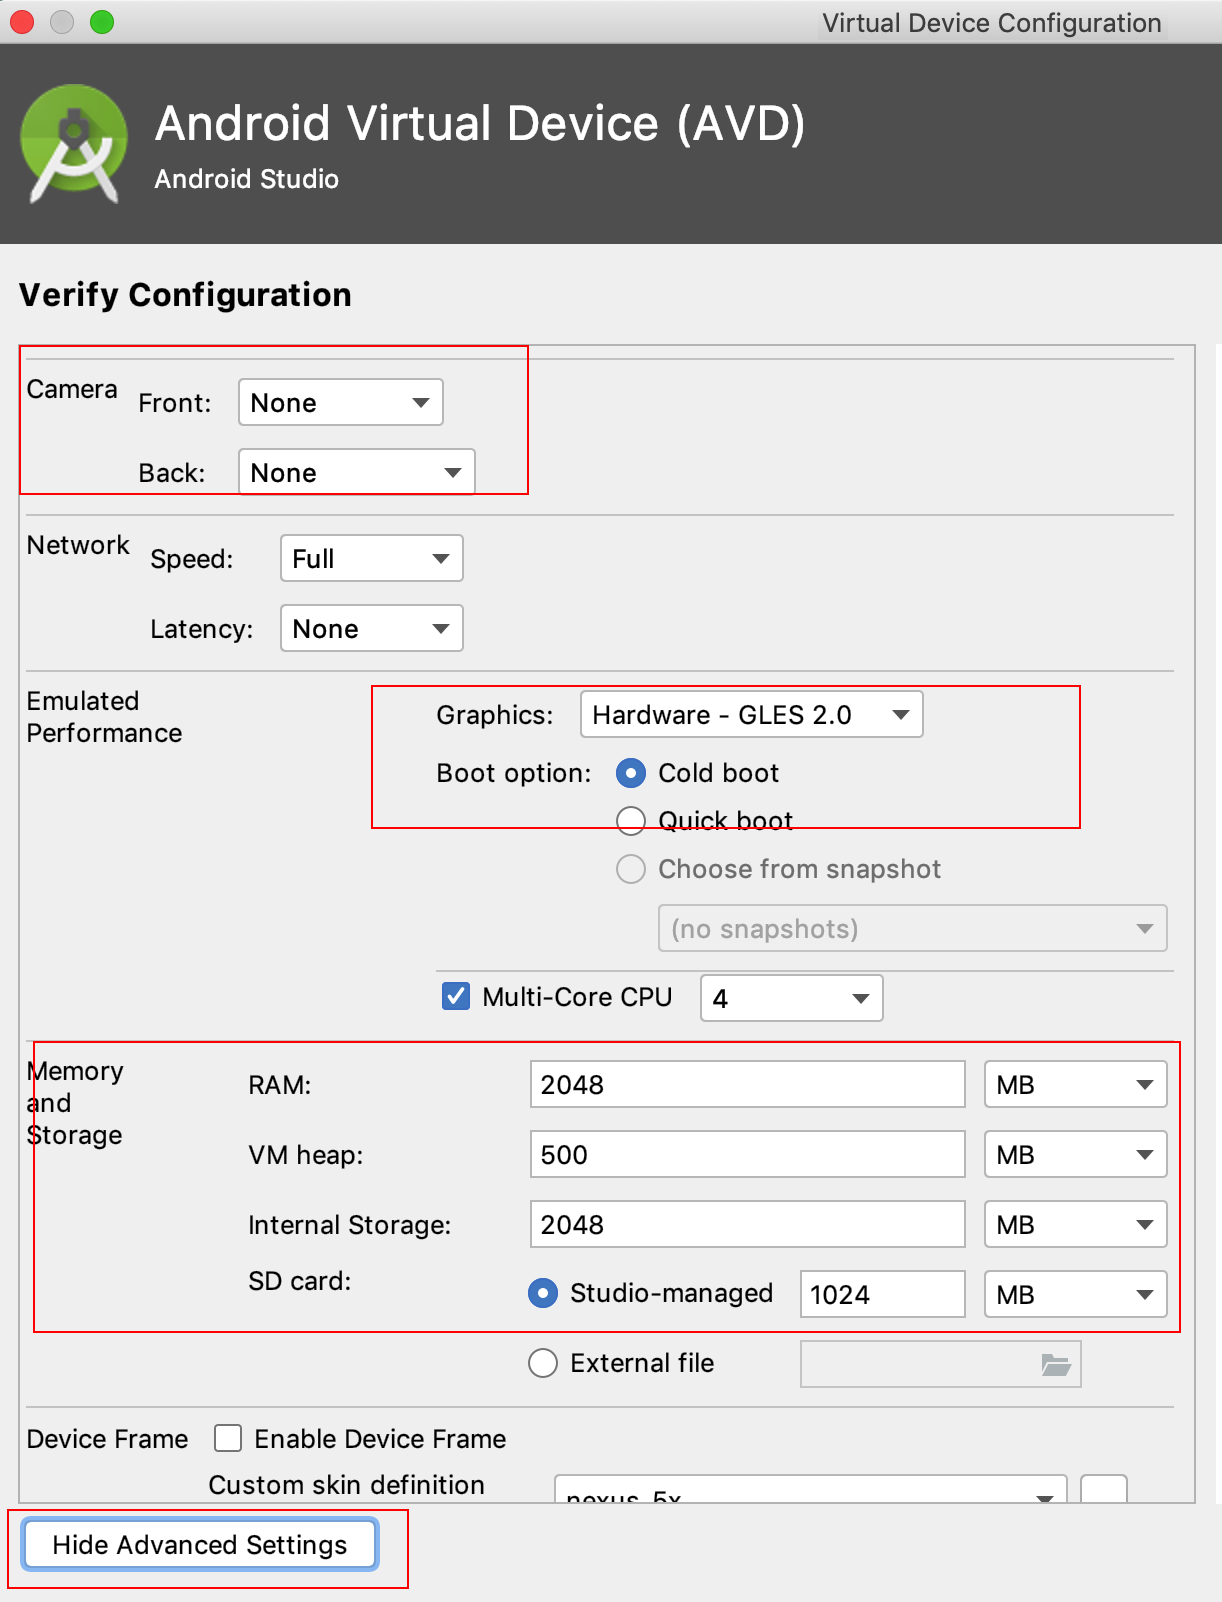 Virtual Device Configuration
Android Virtual Device (AVD)
Android Studio
Verify Configuration
Camera Front: None
Back: None
Network Speed: Full
Latency: None
Emulated Performance
Graphics: Hardware - GLES 2.0
Boot option: Cold boot
Quick boot
Choose from snapshot
(no snapshots)
Multi-Core CPU 4
Memory and Storage
RAM: 2048 MB
VM heap: 500 MB
Internal Storage: 2048 MB
SD card: Studio-managed 1024 MB
External file
Device Frame Enable Device Frame
Custom skin definition nexus_5x
Hide Advanced Settings